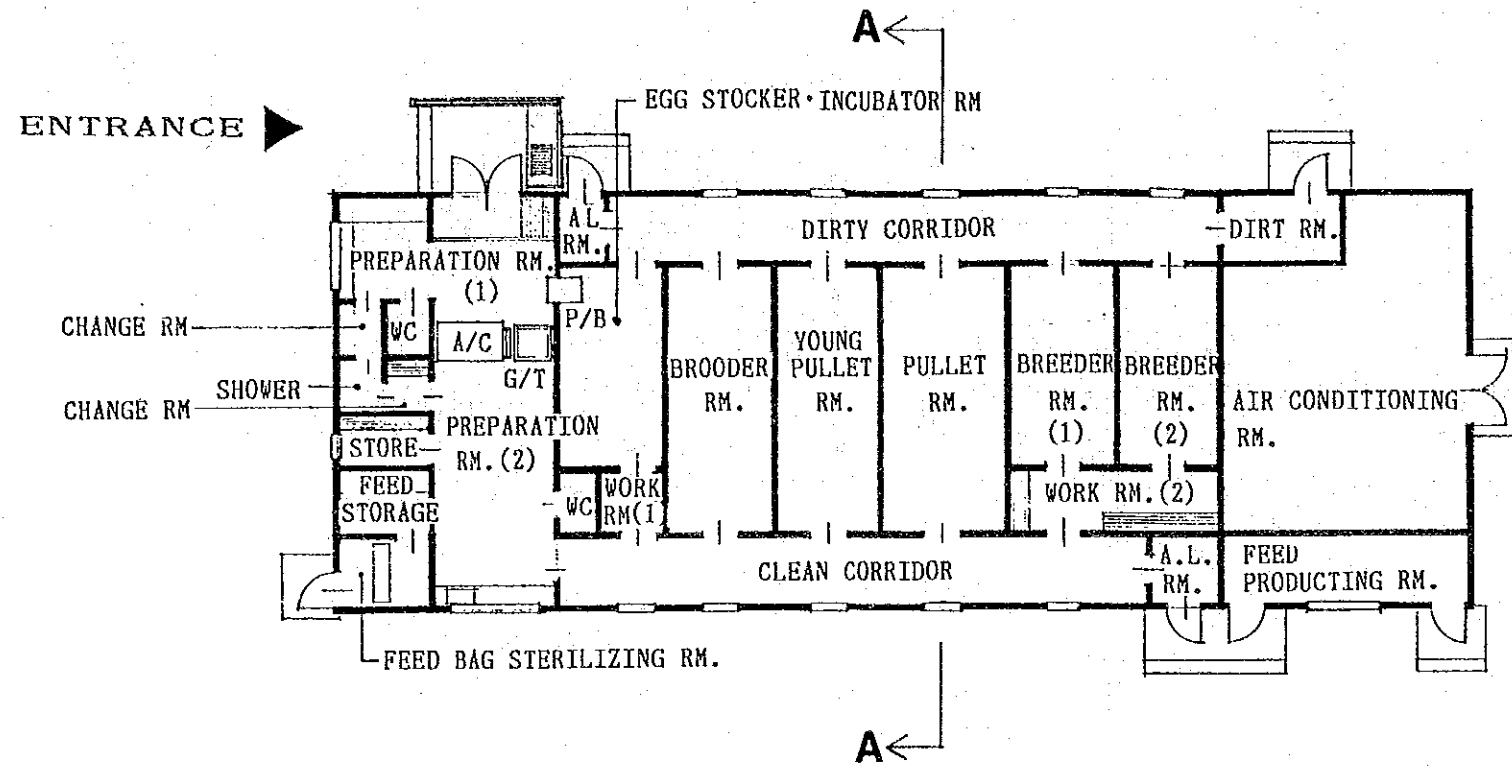 A
EGG STOCKER・INCUBATOR RM
ENTRANCE
A L
RM.
DIRTY CORRIDOR
DIRT RM.
PREPARATION RM.
(1)
P/B
CHANGE RM
WC
A/C
G/T
YOUNG
PULLET
RM.
BROODER
RM.
PULLET
RM.
BREEDER
RM.
(1)
BREEDER
RM.
(2)
AIR CONDITIONING
RM.
SHOWER
CHANGE RM
PREPARATION
RM.(2)
STORE
FEED
STORAGE
WC
WORK
RM(1)
WORK RM.(2)
CLEAN CORRIDOR
A.L.
RM.
FEED
PRODUCTING RM.
FEED BAG STERILIZING RM.
A